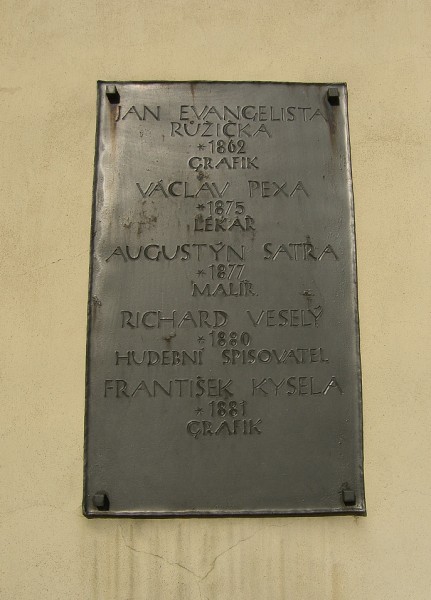 JAN EVANGELISTA
RŮŽIČKA
*1862
GRAFIK
VÁCLAV PEXA
*1875
LÉKAŘ
AUGUSTÝN SATRA
*1877
MALÍŘ
RICHARD VESELÝ
*1880
HUDEBNÍ SPISOVATEL
FRANTIŠEK KYSELA
*1881
GRAFIK